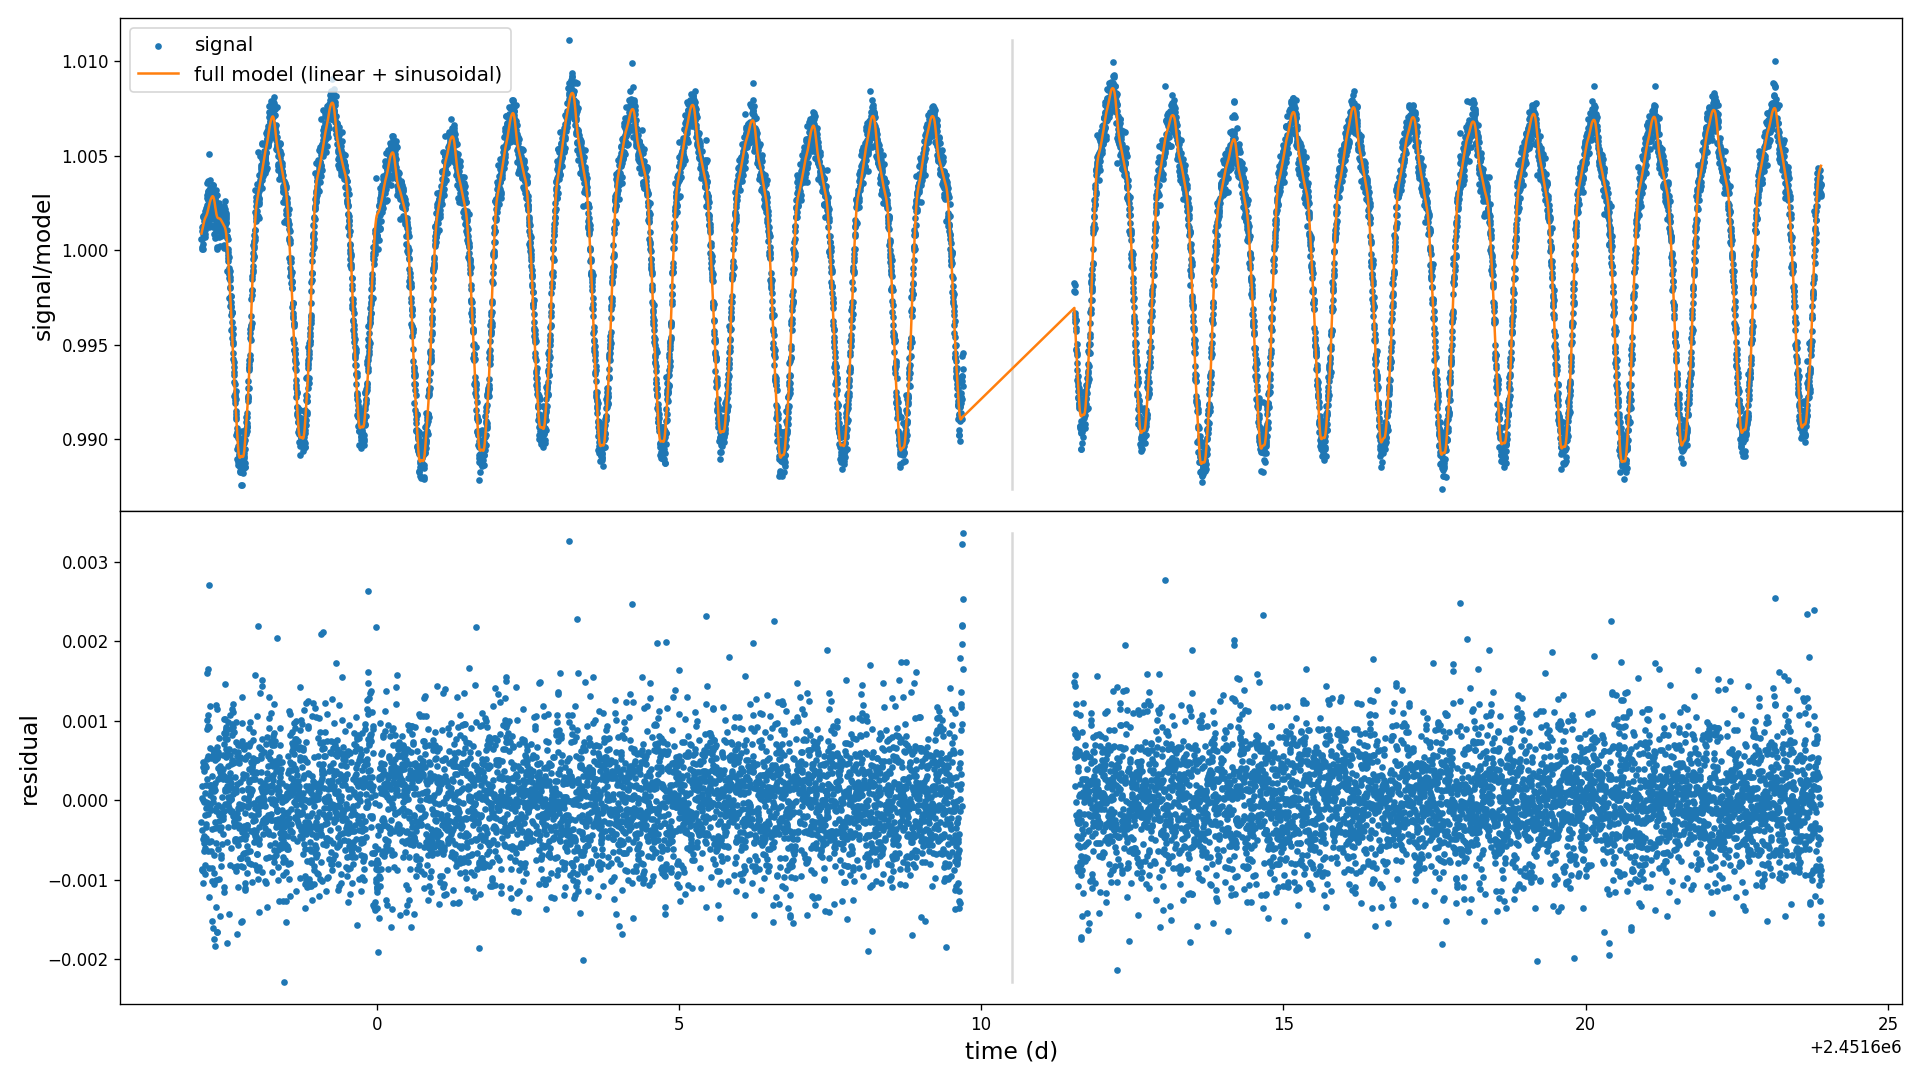 signal
full model (linear + sinusoidal)
signal/model
1.010
1.005
1.000
0.995
0.990
residual
0.003
0.002
0.001
0.000
−0.001
−0.002
0
5
10
15
20
25
time (d)
+2.4516e6